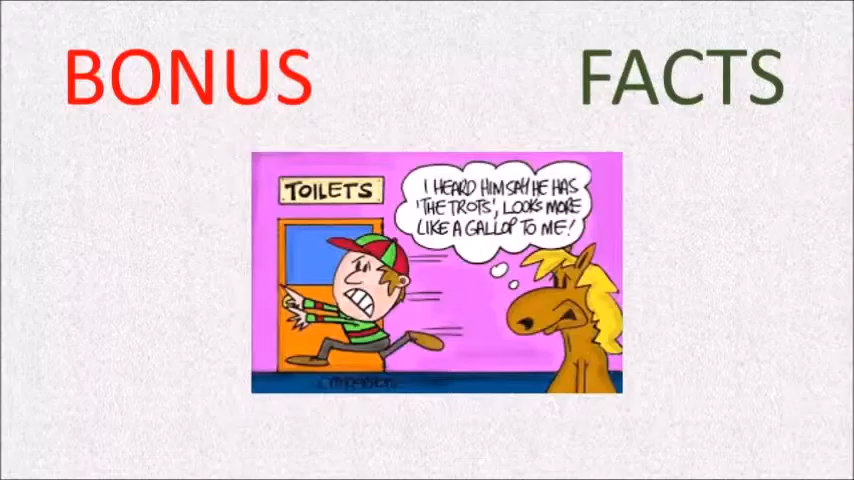 BONUS FACTS
TOILETS
I HEARD HIM SAY HE HAS
'THE TROTS', LOOKS MORE
LIKE A GALLOP TO ME!